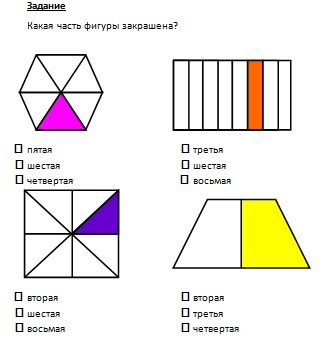 Задание
Какая часть фигуры закрашена?
☐ пятая
☐ шестая
☐ четвертая
☐ третья
☐ шестая
☐ восьмая
☐ вторая
☐ шестая
☐ восьмая
☐ вторая
☐ третья
☐ четвертая